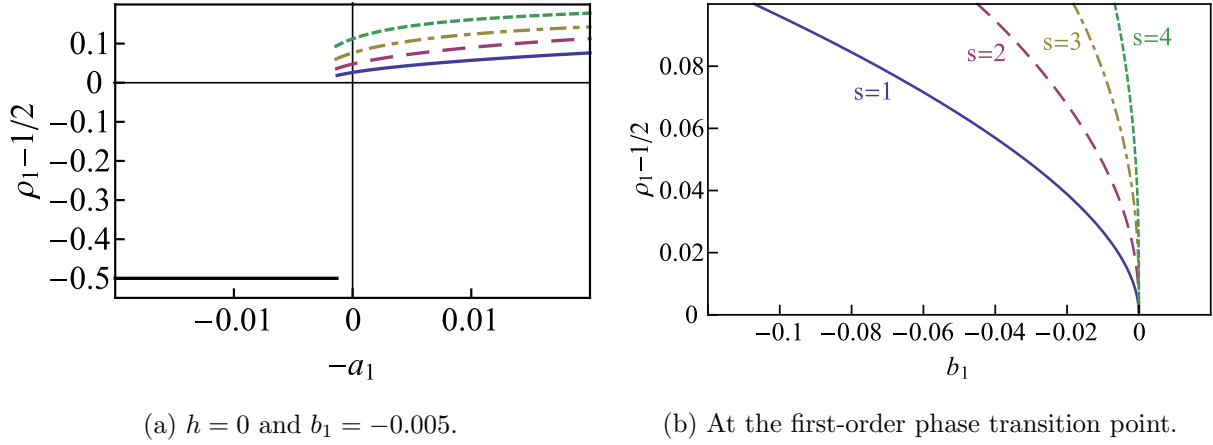 0.1
0
−0.1
−0.2
−0.3
−0.4
−0.5
ρ₁−1/2
−0.01
0
0.01
−a₁
(a) h = 0 and b₁ = −0.005.
s=1
s=2
s=3
s=4
0.08
0.06
0.04
0.02
0
ρ₁−1/2
−0.1
−0.08
−0.06
−0.04
−0.02
0
b₁
(b) At the first-order phase transition point.